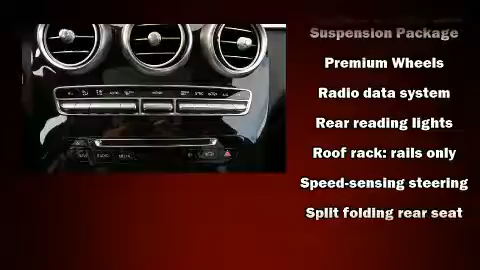 Suspension Package
Premium Wheels
Radio data system
Rear reading lights
Roof rack: rails only
Speed-sensing steering
Split folding rear seat